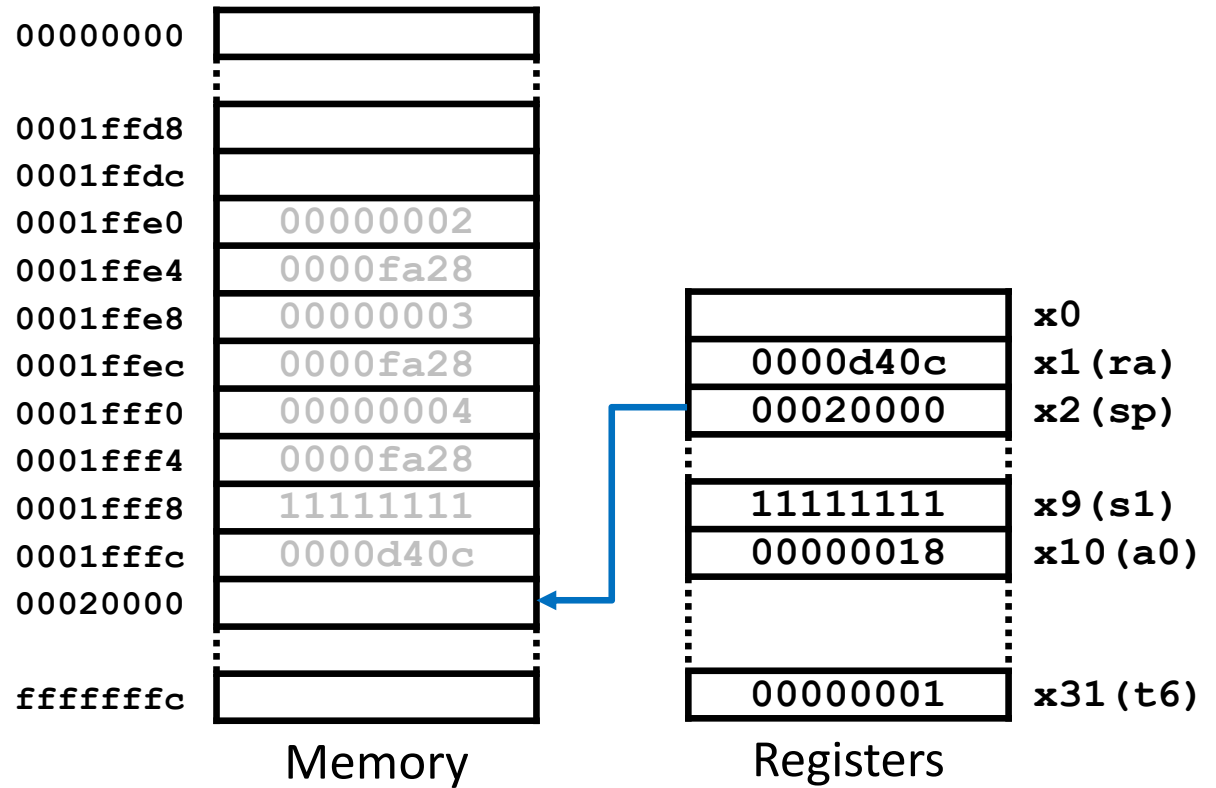 00000000
0001ffd8
0001ffdc
0001ffe0 00000002
0001ffe4 0000fa28
0001ffe8 00000003 x0
0001ffec 0000fa28 0000d40c x1(ra)
0001fff0 00000004 00020000 x2(sp)
0001fff4 0000fa28
0001fff8 11111111 11111111 x9(s1)
0001fffc 0000d40c 00000018 x10(a0)
00020000
fffffffc 00000001 x31(t6)
Memory Registers